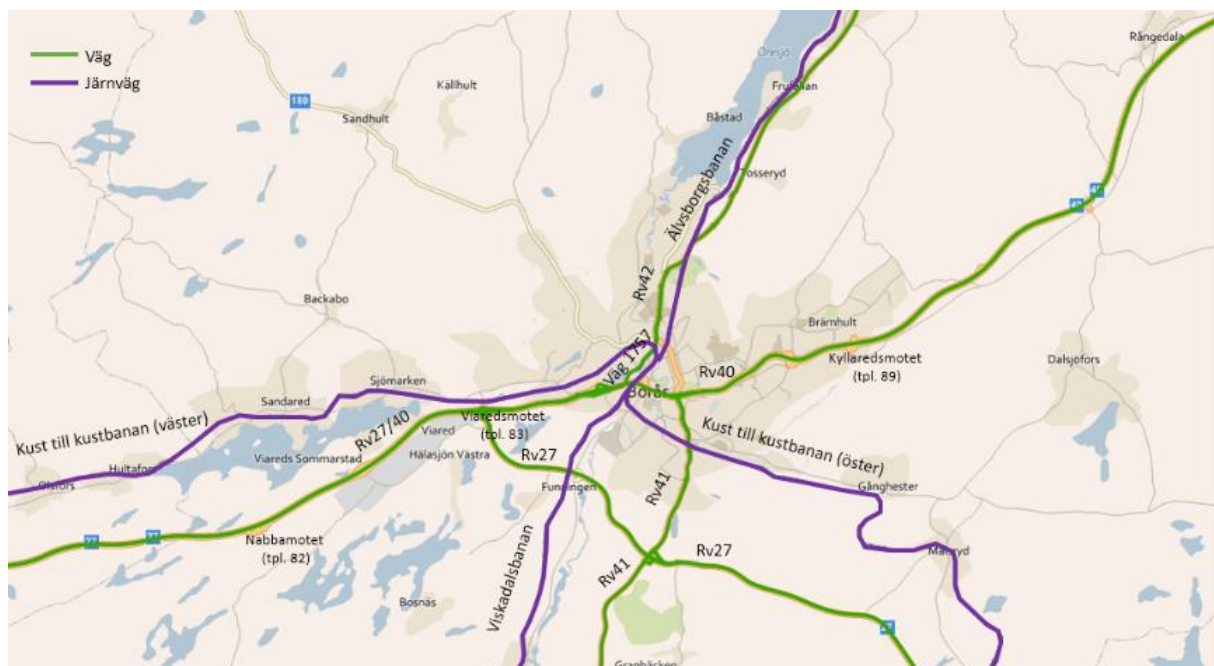 Väg
Järnväg
Öresjö
Rångedala
Källhult
Frufällan
180
Sandhult
Båstad
Tosseryd
Älvsborgsbanan
40
Rv42
Backabo
Brämhult
Väg 1757
Kyllaredsmotet
(tpl. 89)
Dalsjöfors
Sjömarken
Rv40
Borås
Sandared
Kust till kustbanan (väster)
Rv27/40
Viaredsmotet
(tpl. 83)
Viared
Hälasjön Västra
Viareds Sommarstad
Kust till kustbanan (öster)
Hultafors
Olsfors
Rv27
Rv41
Gånghester
Funningen
27
27
Nabbamotet
(tpl. 82)
Viskadalsbanan
Rv27
Rv41
Målsryd
Bosnäs
27